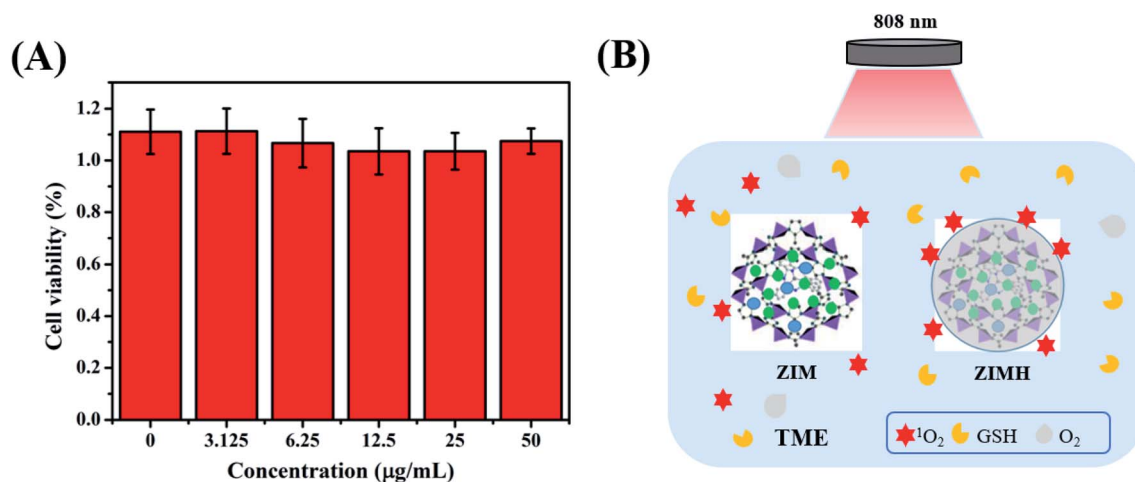 (A)
Cell viability (%)
1.2
1.0
0.8
0.6
0.4
0.2
0.0
0 3.125 6.25 12.5 25 50
Concentration (μg/mL)
(B)
808 nm
ZIM ZIMH
TME
¹O₂ GSH O₂